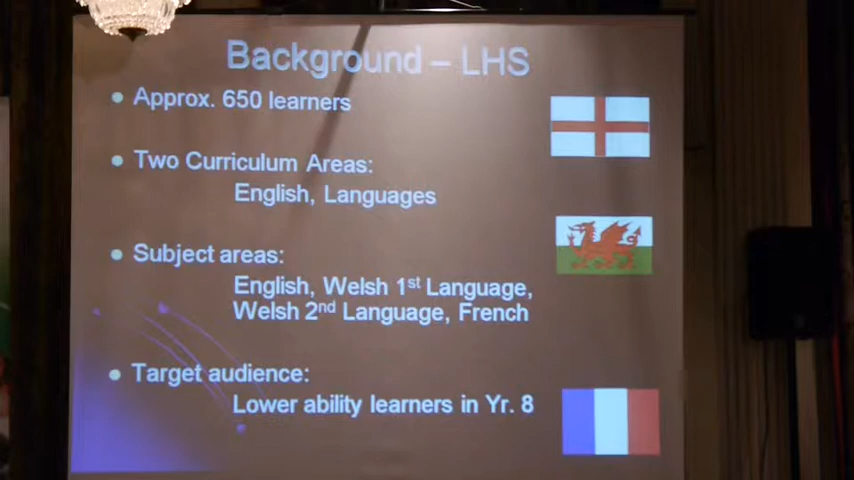 Background – LHS
Approx. 650 learners
Two Curriculum Areas:
English, Languages
Subject areas:
English, Welsh 1st Language,
Welsh 2nd Language, French
Target audience:
Lower ability learners in Yr. 8